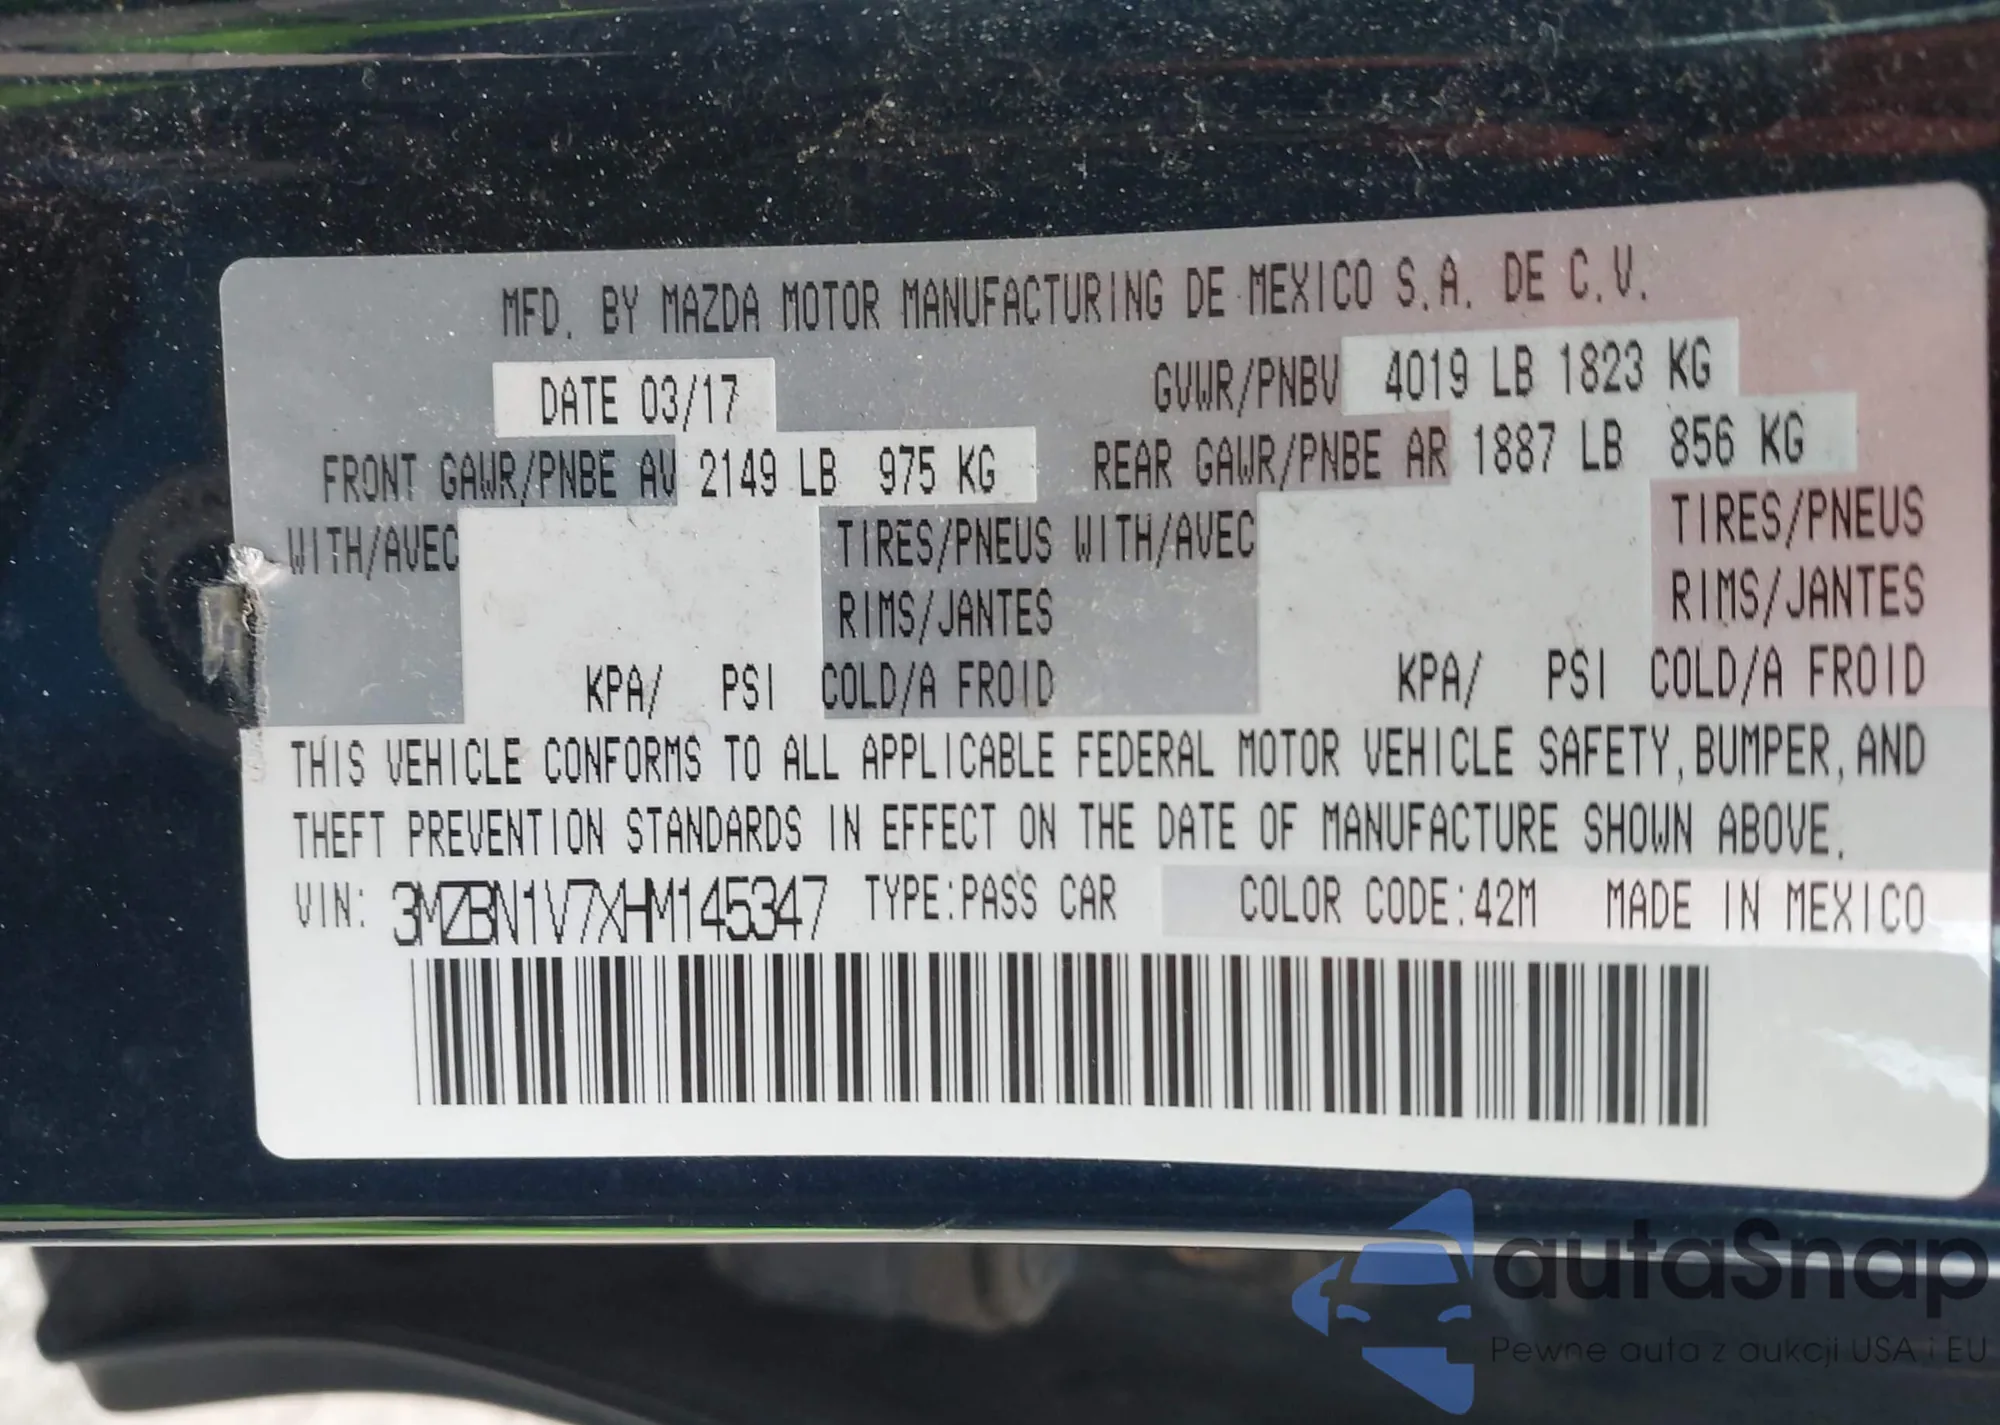 MFD. BY MAZDA MOTOR MANUFACTURING DE MEXICO S.A. DE C.V.
DATE 03/17 GVWR/PNBV 4019 LB 1823 KG
FRONT GAWR/PNBE AV 2149 LB 975 KG REAR GAWR/PNBE AR 1887 LB 856 KG
WITH/AVEC TIRES/PNEUS WITH/AVEC TIRES/PNEUS
RIMS/JANTES RIMS/JANTES
KPA/ PSI COLD/A FROID KPA/ PSI COLD/A FROID
THIS VEHICLE CONFORMS TO ALL APPLICABLE FEDERAL MOTOR VEHICLE SAFETY, BUMPER, AND
THEFT PREVENTION STANDARDS IN EFFECT ON THE DATE OF MANUFACTURE SHOWN ABOVE.
VIN: 3MZBN1V7XHM145347 TYPE:PASS CAR COLOR CODE:42M MADE IN MEXICO
autaSnap
Pewne auta z aukcji USA i EU